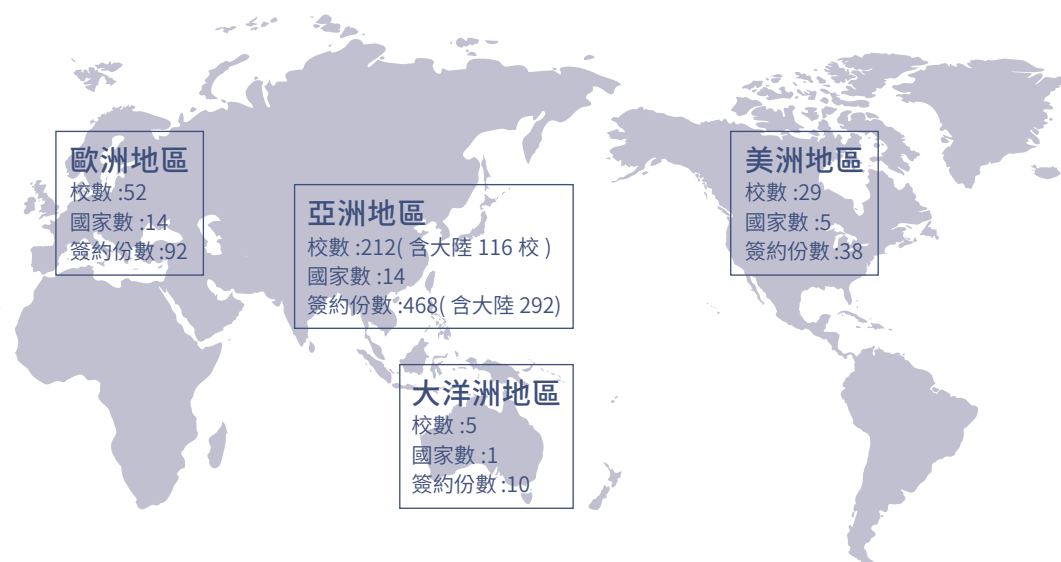 歐洲地區
校數 :52
國家數 :14
簽約份數 :92
亞洲地區
校數 :212( 含大陸 116 校 )
國家數 :14
簽約份數 :468( 含大陸 292)
大洋洲地區
校數 :5
國家數 :1
簽約份數 :10
美洲地區
校數 :29
國家數 :5
簽約份數 :38